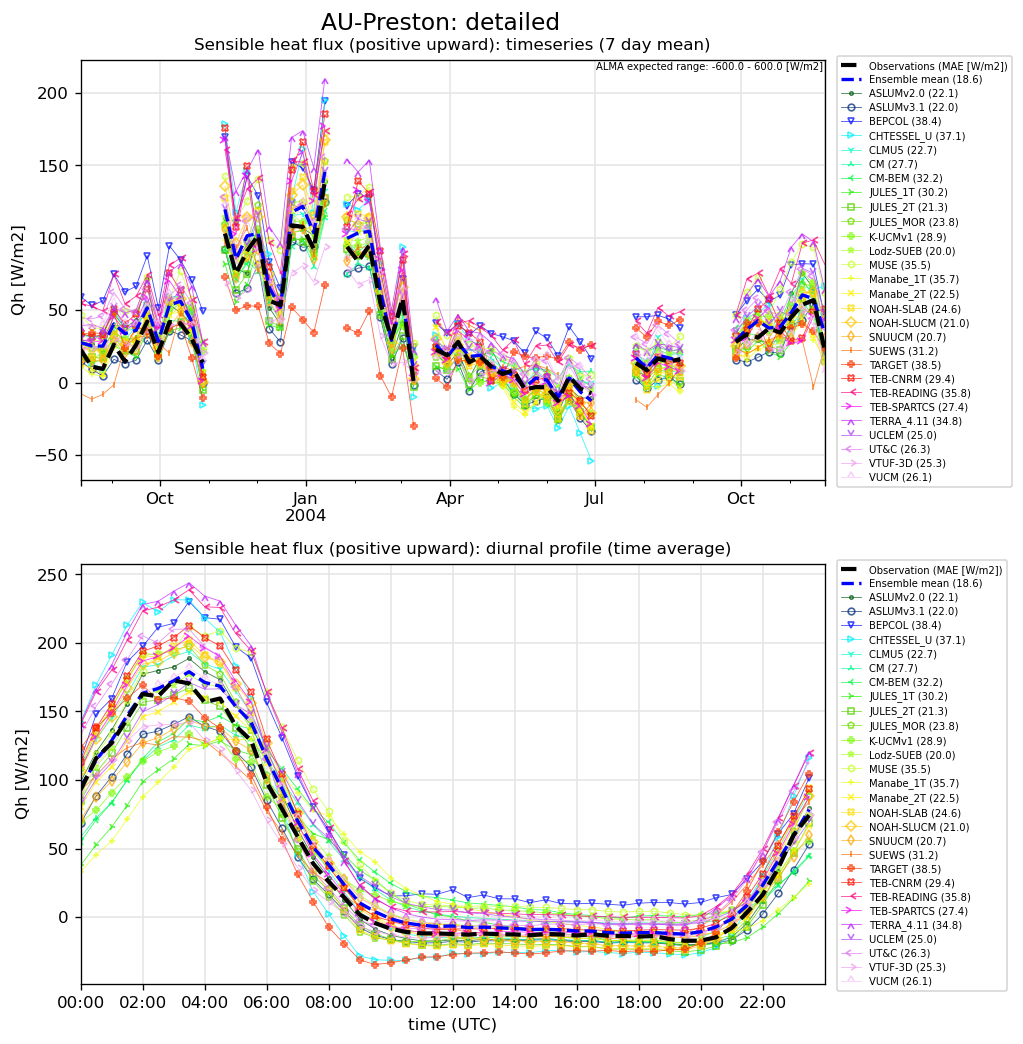 AU-Preston: detailed
Sensible heat flux (positive upward): timeseries (7 day mean)
ALMA expected range: -600.0 - 600.0 [W/m2]
Qh [W/m2]
200
150
100
50
0
−50
Oct
Jan
2004
Apr
Jul
Oct
Observations (MAE [W/m2])
Ensemble mean (18.6)
ASLUMv2.0 (22.1)
ASLUMv3.1 (22.0)
BEPCOL (38.4)
CHTESSEL_U (37.1)
CLMU5 (22.7)
CM (27.7)
CM-BEM (32.2)
JULES_1T (30.2)
JULES_2T (21.3)
JULES_MOR (23.8)
K-UCMv1 (28.9)
Lodz-SUEB (20.0)
MUSE (35.5)
Manabe_1T (35.7)
Manabe_2T (22.5)
NOAH-SLAB (24.6)
NOAH-SLUCM (21.0)
SNUUCM (20.7)
SUEWS (31.2)
TARGET (38.5)
TEB-CNRM (29.4)
TEB-READING (35.8)
TEB-SPARTCS (27.4)
TERRA_4.11 (34.8)
UCLEM (25.0)
UT&C (26.3)
VTUF-3D (25.3)
VUCM (26.1)
Sensible heat flux (positive upward): diurnal profile (time average)
Qh [W/m2]
250
200
150
100
50
0
00:00
02:00
04:00
06:00
08:00
10:00
12:00
14:00
16:00
18:00
20:00
22:00
time (UTC)
Observation (MAE [W/m2])
Ensemble mean (18.6)
ASLUMv2.0 (22.1)
ASLUMv3.1 (22.0)
BEPCOL (38.4)
CHTESSEL_U (37.1)
CLMU5 (22.7)
CM (27.7)
CM-BEM (32.2)
JULES_1T (30.2)
JULES_2T (21.3)
JULES_MOR (23.8)
K-UCMv1 (28.9)
Lodz-SUEB (20.0)
MUSE (35.5)
Manabe_1T (35.7)
Manabe_2T (22.5)
NOAH-SLAB (24.6)
NOAH-SLUCM (21.0)
SNUUCM (20.7)
SUEWS (31.2)
TARGET (38.5)
TEB-CNRM (29.4)
TEB-READING (35.8)
TEB-SPARTCS (27.4)
TERRA_4.11 (34.8)
UCLEM (25.0)
UT&C (26.3)
VTUF-3D (25.3)
VUCM (26.1)